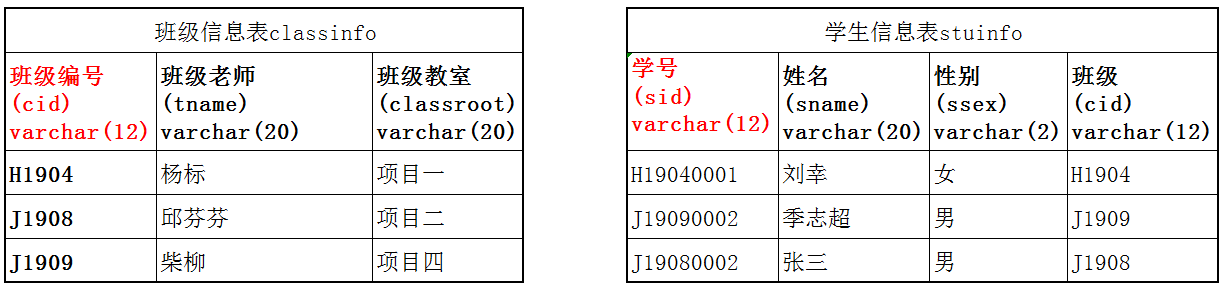 班级信息表classinfo
班级编号 班级老师 班级教室
(cid) (tname) (classroot)
varchar(12) varchar(20) varchar(20)
H1904 杨标 项目一
J1908 邱芬芬 项目二
J1909 柴柳 项目四
学生信息表stuinfo
学号 姓名 性别 班级
(sid) (sname) (ssex) (cid)
varchar(12) varchar(20) varchar(2) varchar(12)
H19040001 刘幸 女 H1904
J19090002 季志超 男 J1909
J19080002 张三 男 J1908